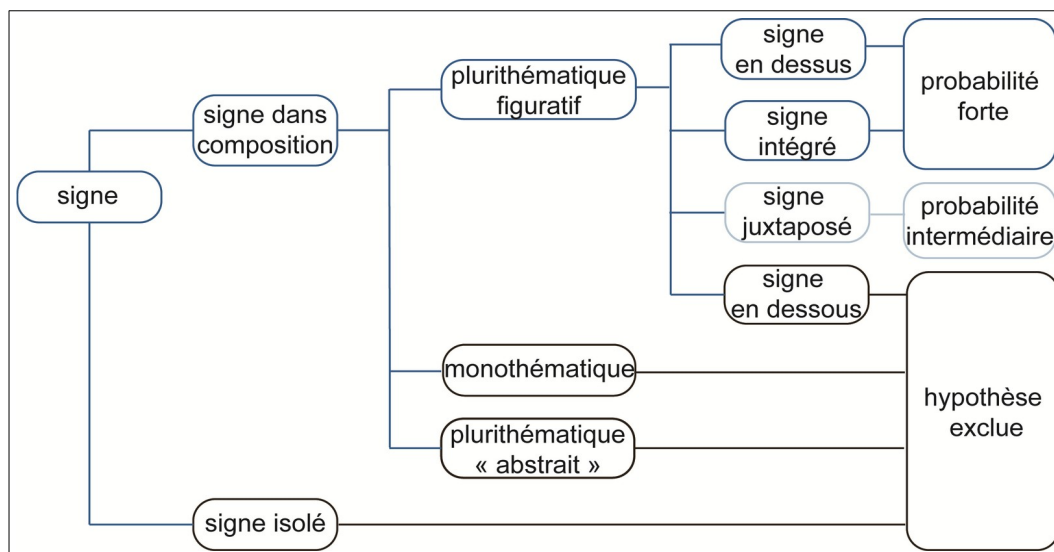 signe
signe dans
composition
signe isolé
plurithématique
figuratif
monothématique
plurithématique
« abstrait »
signe
en dessus
signe
intégré
signe
juxtaposé
signe
en dessous
probabilité
forte
probabilité
intermédiaire
hypothèse
exclue